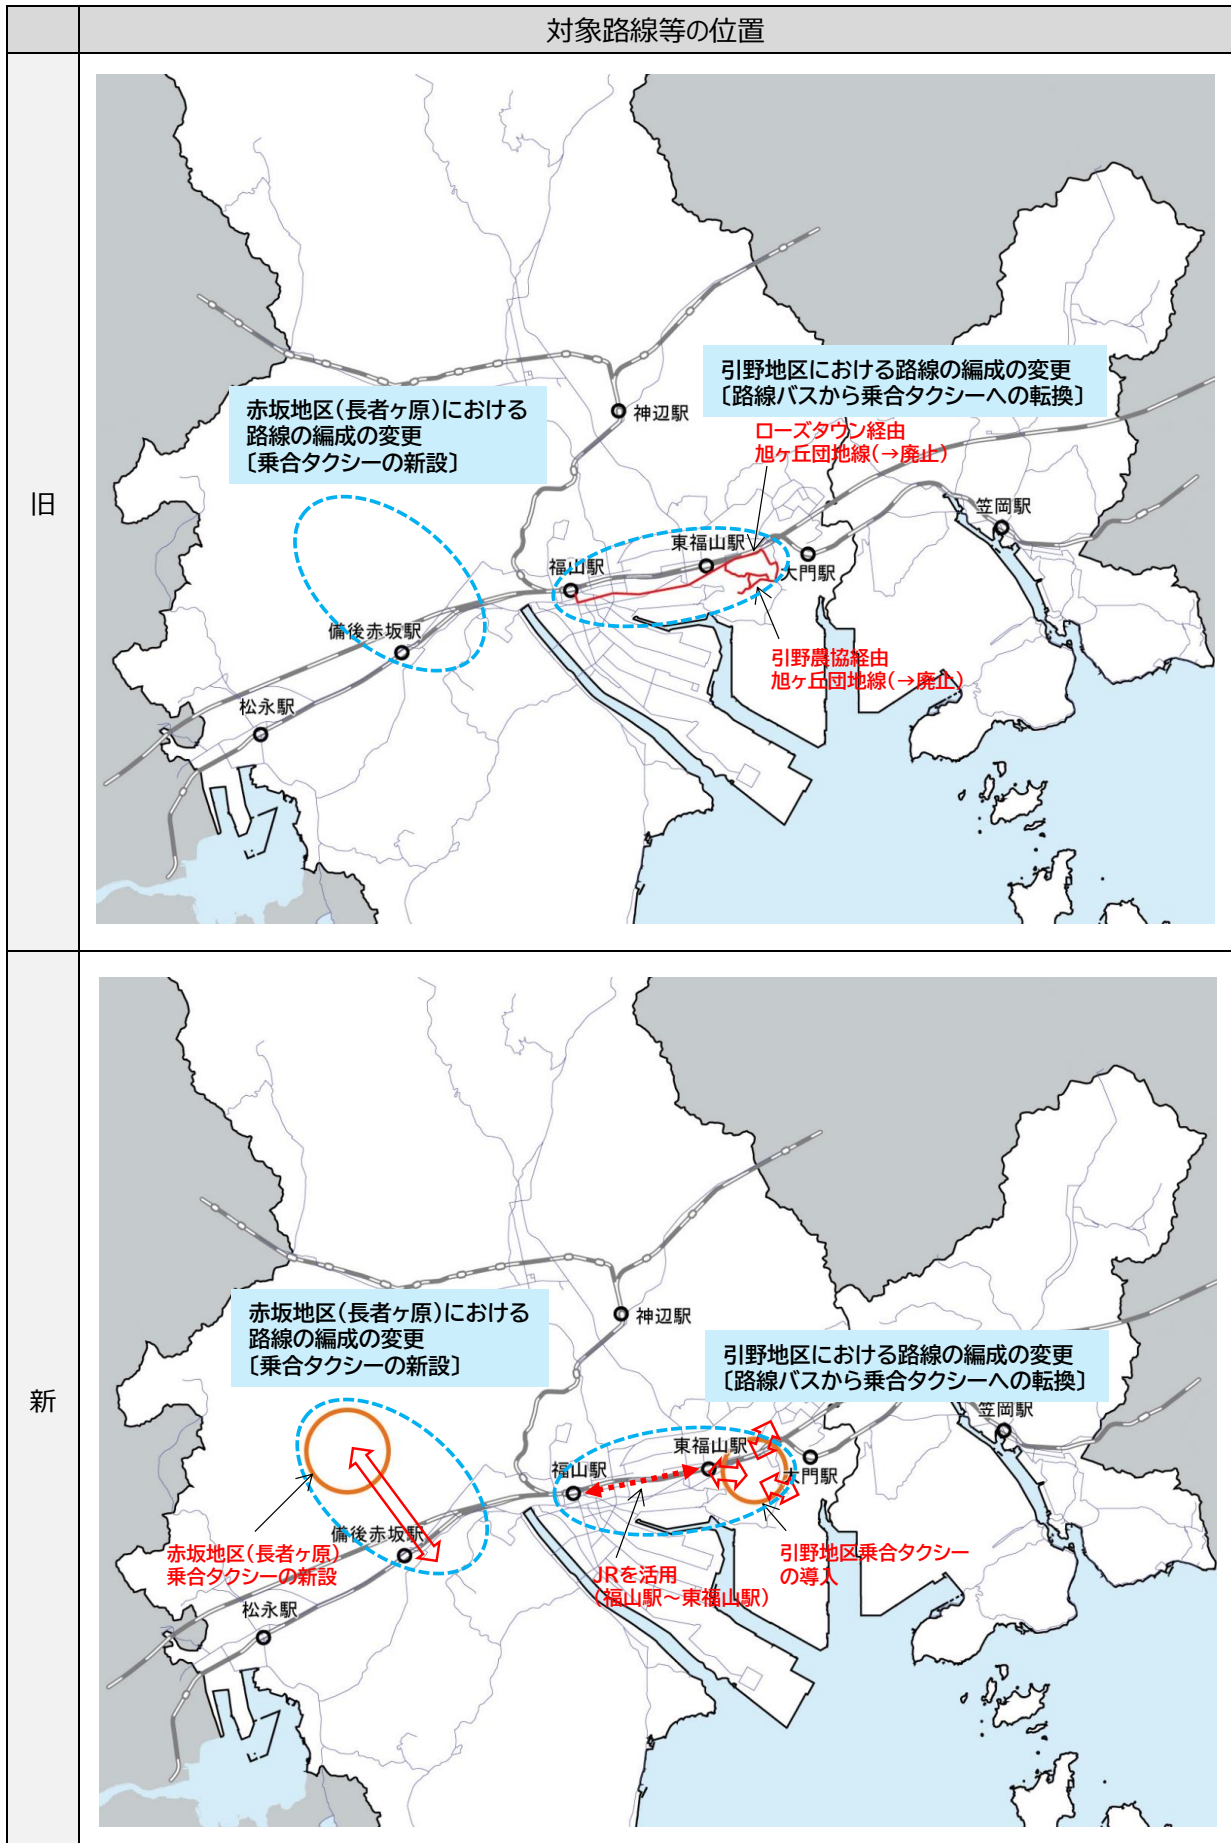 対象路線等の位置
旧
赤坂地区(長者ヶ原)における
路線の編成の変更
〔乗合タクシーの新設〕
引野地区における路線の編成の変更
〔路線バスから乗合タクシーへの転換〕
ローズタウン経由
旭ヶ丘団地線(→廃止)
神辺駅
笠岡駅
東福山駅
大門駅
福山駅
備後赤坂駅
引野農協経由
旭ヶ丘団地線(→廃止)
松永駅
新
赤坂地区(長者ヶ原)における
路線の編成の変更
〔乗合タクシーの新設〕
神辺駅
引野地区における路線の編成の変更
〔路線バスから乗合タクシーへの転換〕
笠岡駅
東福山駅
大門駅
福山駅
備後赤坂駅
赤坂地区(長者ヶ原)
乗合タクシーの新設
JRを活用
(福山駅～東福山駅)
引野地区乗合タクシー
の導入
松永駅